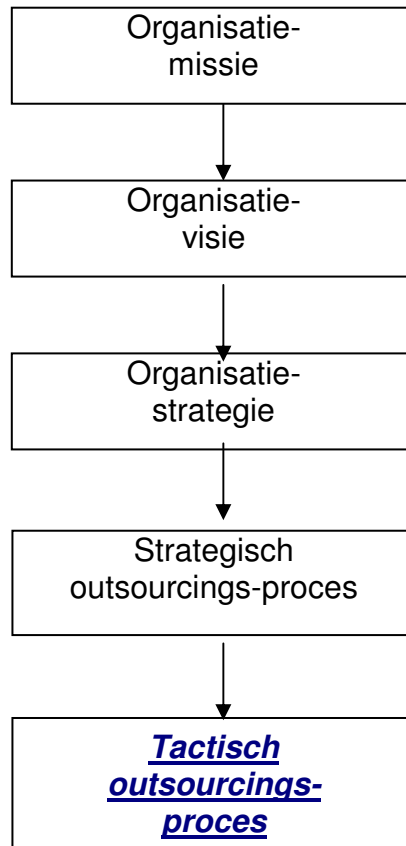 Organisatie-
missie
Organisatie-
visie
Organisatie-
strategie
Strategisch
outsourcings-proces
Tactisch
outsourcings-
proces